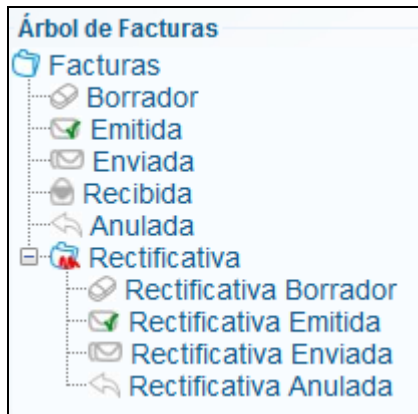 Árbol de Facturas
Facturas
Borrador
Emitida
Enviada
Recibida
Anulada
Rectificativa
Rectificativa Borrador
Rectificativa Emitida
Rectificativa Enviada
Rectificativa Anulada